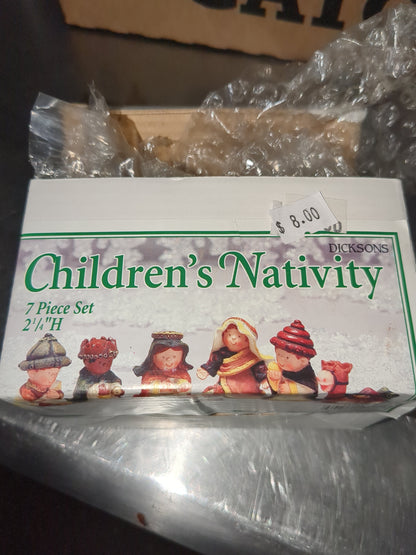 $ 8.00
DICKSONS
Children's Nativity
7 Piece Set
2¼"H